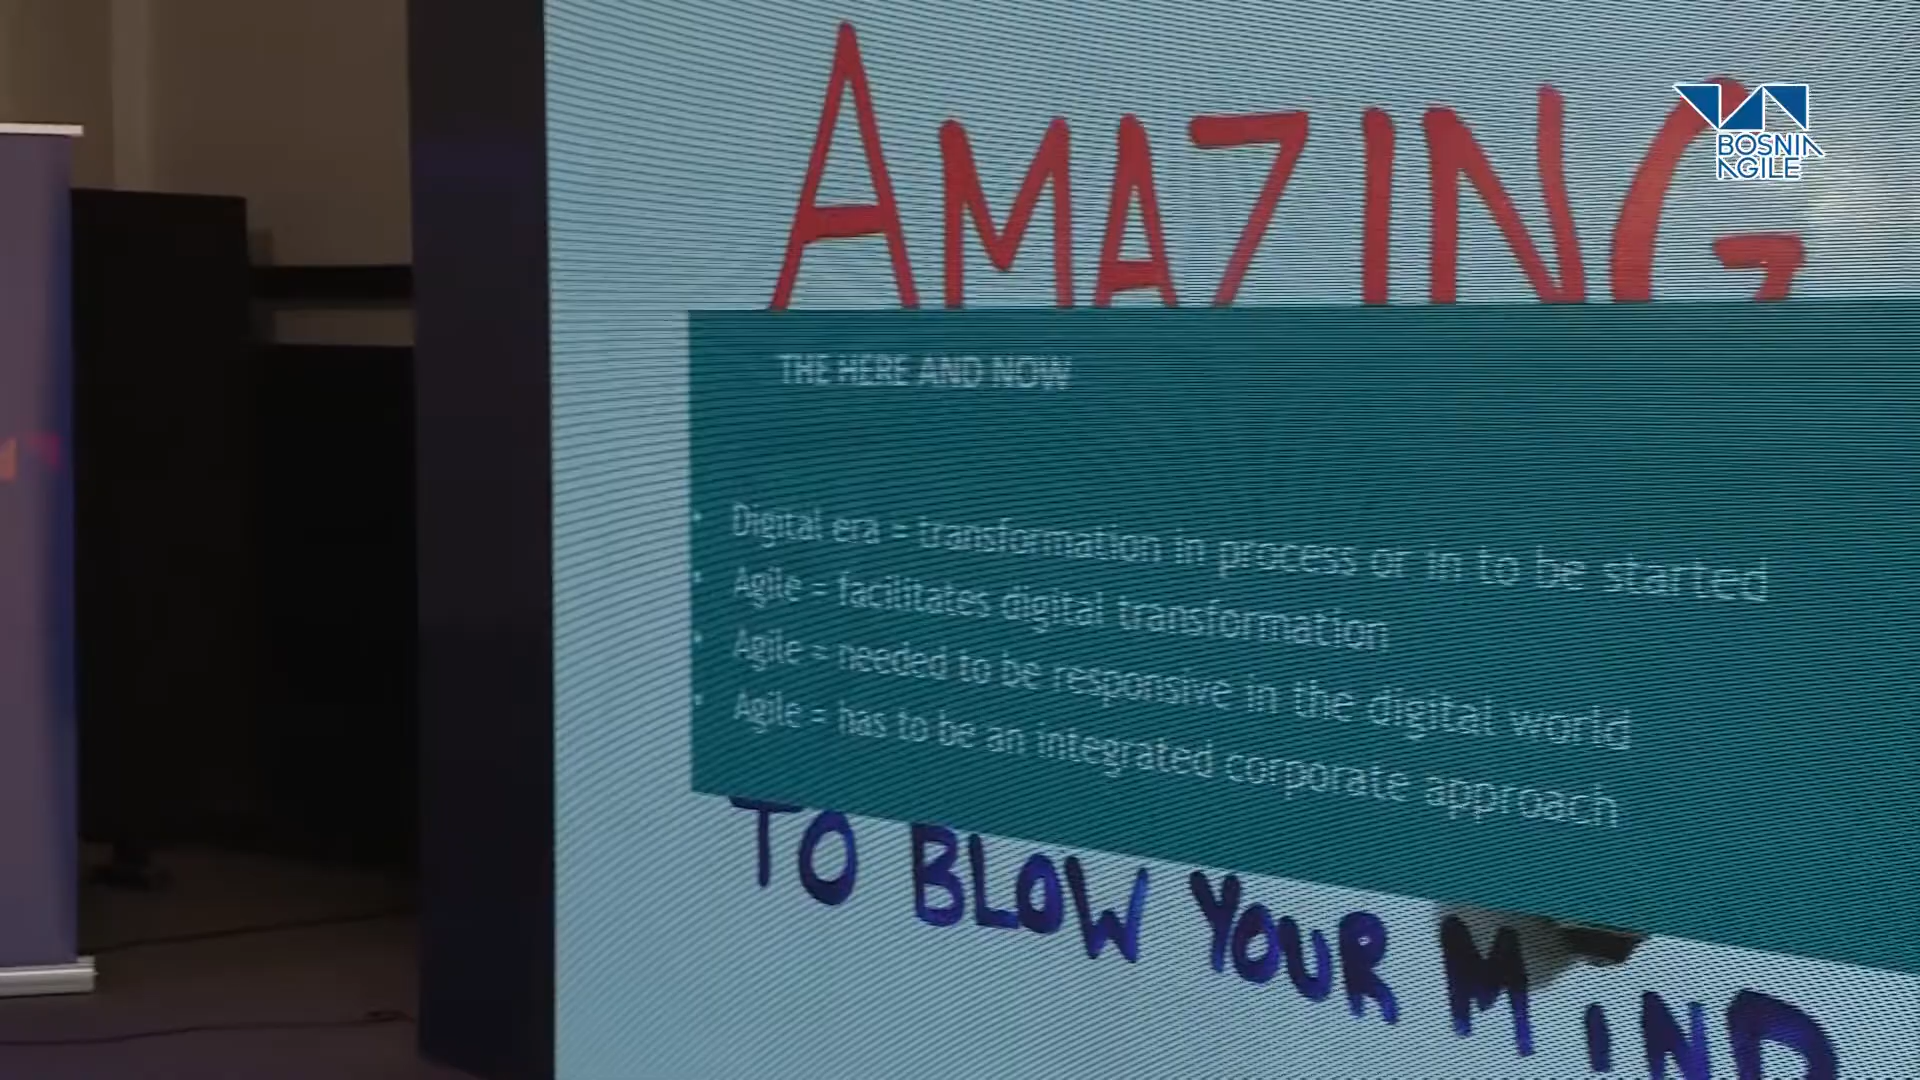 AMAZING
BOSNIA
AGILE
THE HERE AND NOW
• Digital era = transformation in process or in to be started
• Agile = facilitates digital transformation
• Agile = needed to be responsive in the digital world
• Agile = has to be an integrated corporate approach
TO BLOW YOUR MIND